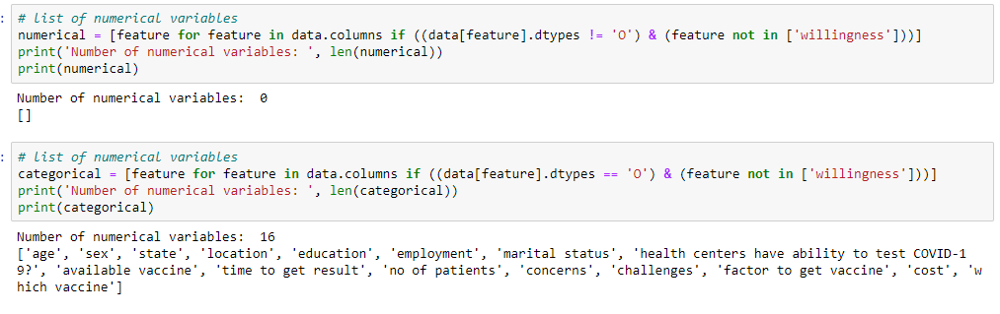 : # list of numerical variables
numerical = [feature for feature in data.columns if ((data[feature].dtypes != 'O') & (feature not in ['willingness']))]
print('Number of numerical variables: ', len(numerical))
print(numerical)
Number of numerical variables:  0
[]
: # list of numerical variables
categorical = [feature for feature in data.columns if ((data[feature].dtypes == 'O') & (feature not in ['willingness']))]
print('Number of numerical variables: ', len(categorical))
print(categorical)
Number of numerical variables:  16
['age', 'sex', 'state', 'location', 'education', 'employment', 'marital status', 'health centers have ability to test COVID-1
9?', 'available vaccine', 'time to get result', 'no of patients', 'concerns', 'challenges', 'factor to get vaccine', 'cost', 'w
hich vaccine']